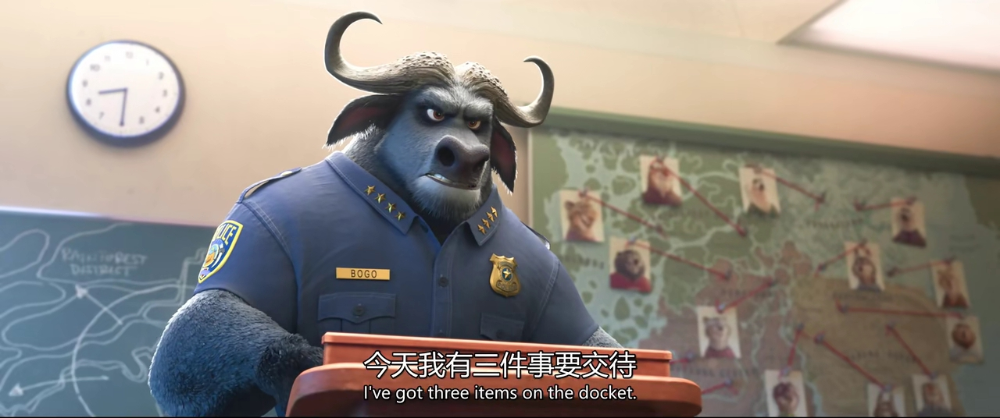 RAINFOREST
DISTRICT
POLICE
BOGO
今天我有三件事要交待
I've got three items on the docket.